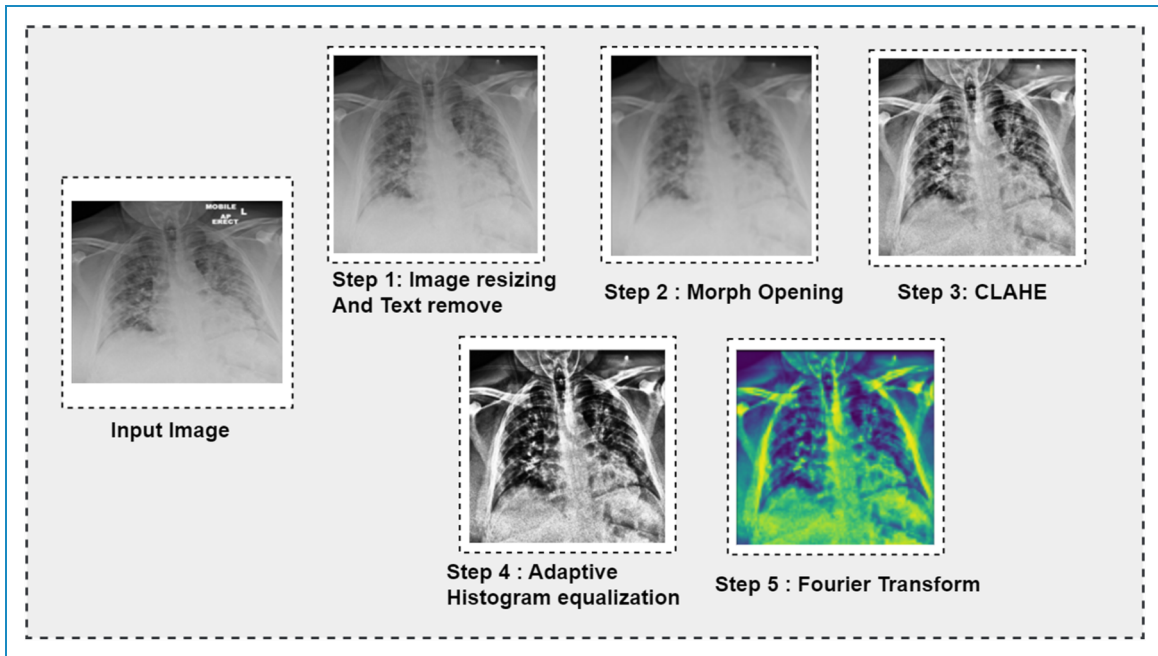 MOBILE
L
AP
ERECT
Input Image
Step 1: Image resizing
And Text remove
Step 2 : Morph Opening
Step 3: CLAHE
Step 4 : Adaptive
Histogram equalization
Step 5 : Fourier Transform